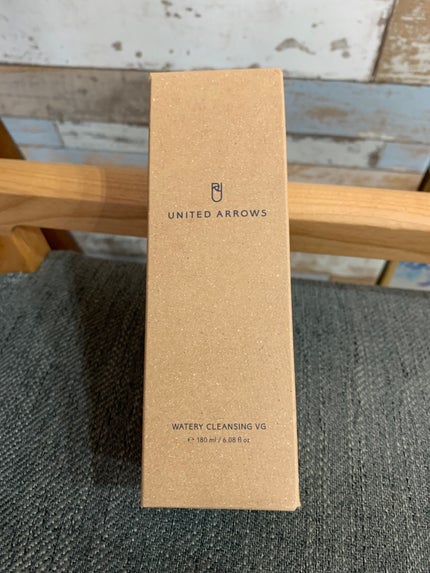 UNITED ARROWS
WATERY CLEANSING VG
℮ 180 ml / 6.08 fl oz